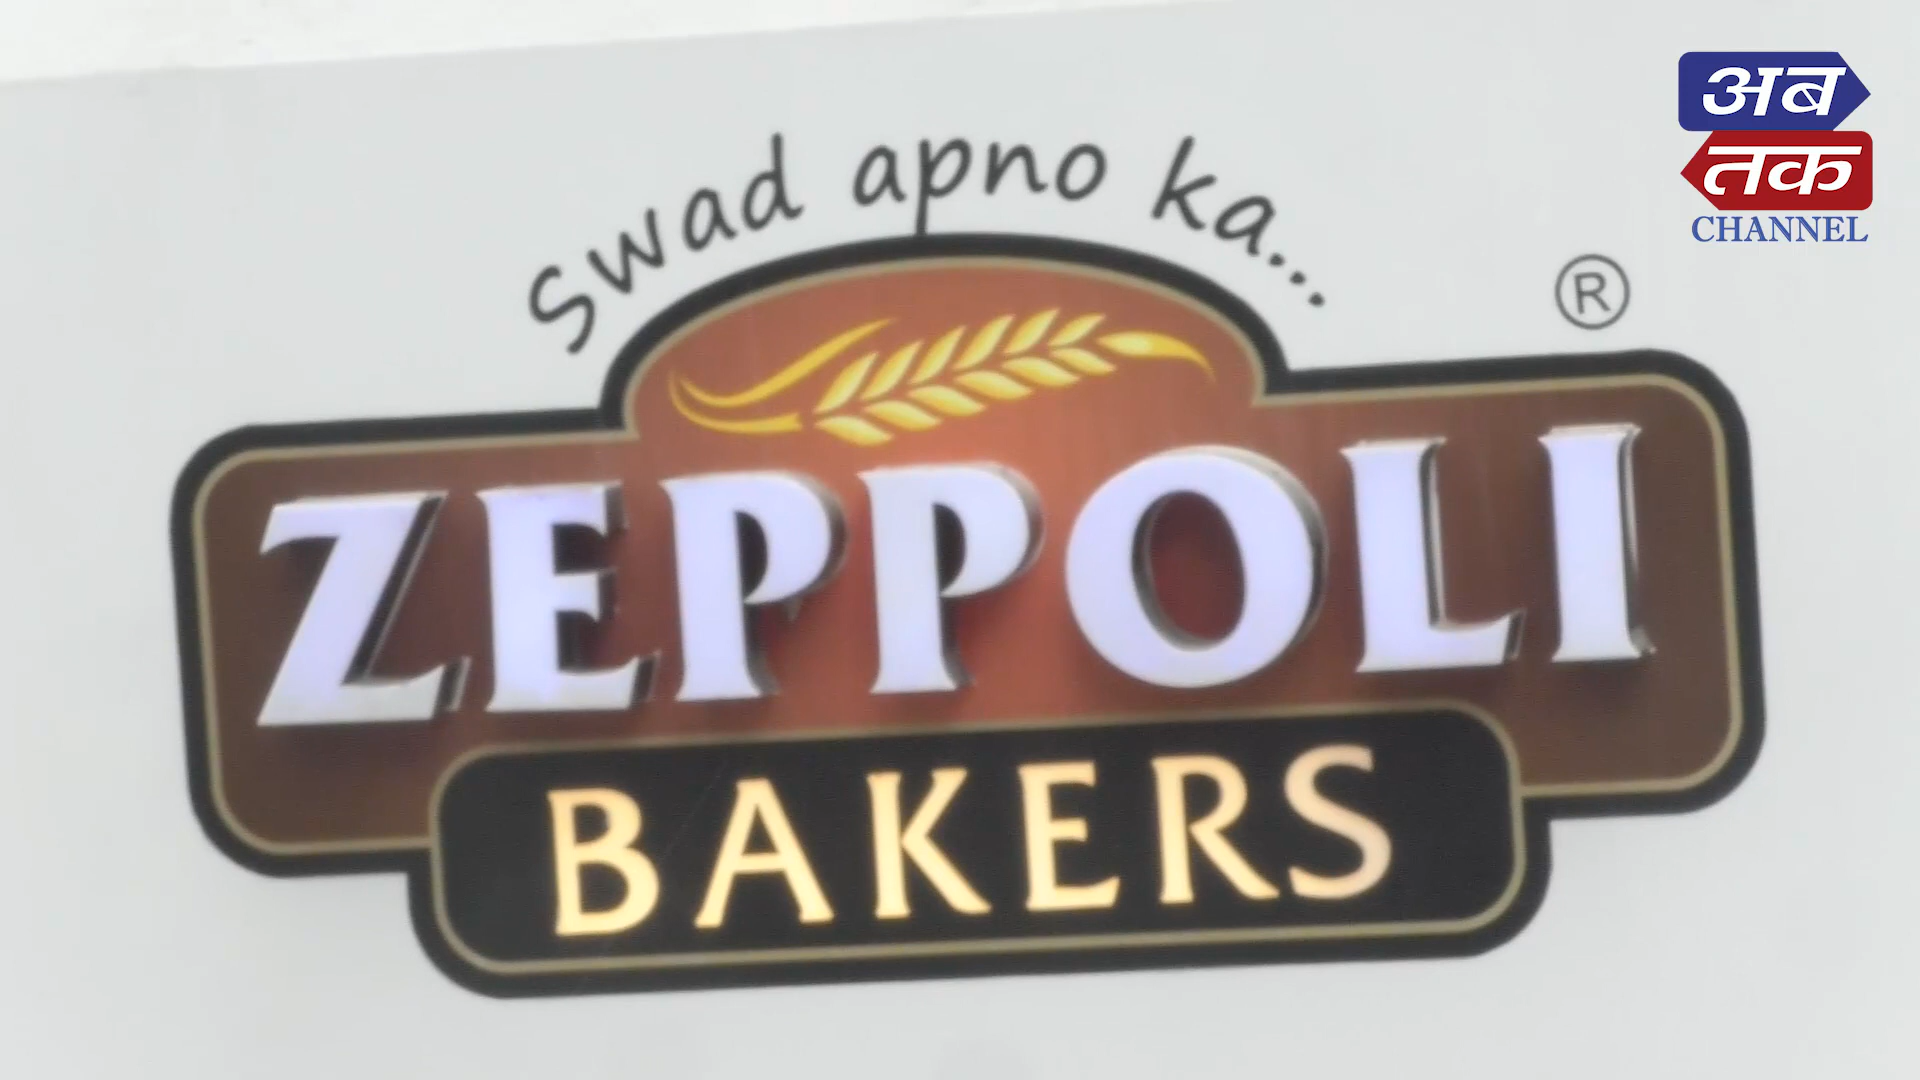 Swad apno ka...
®
ZEPPOLI
BAKERS
अब
तक
CHANNEL